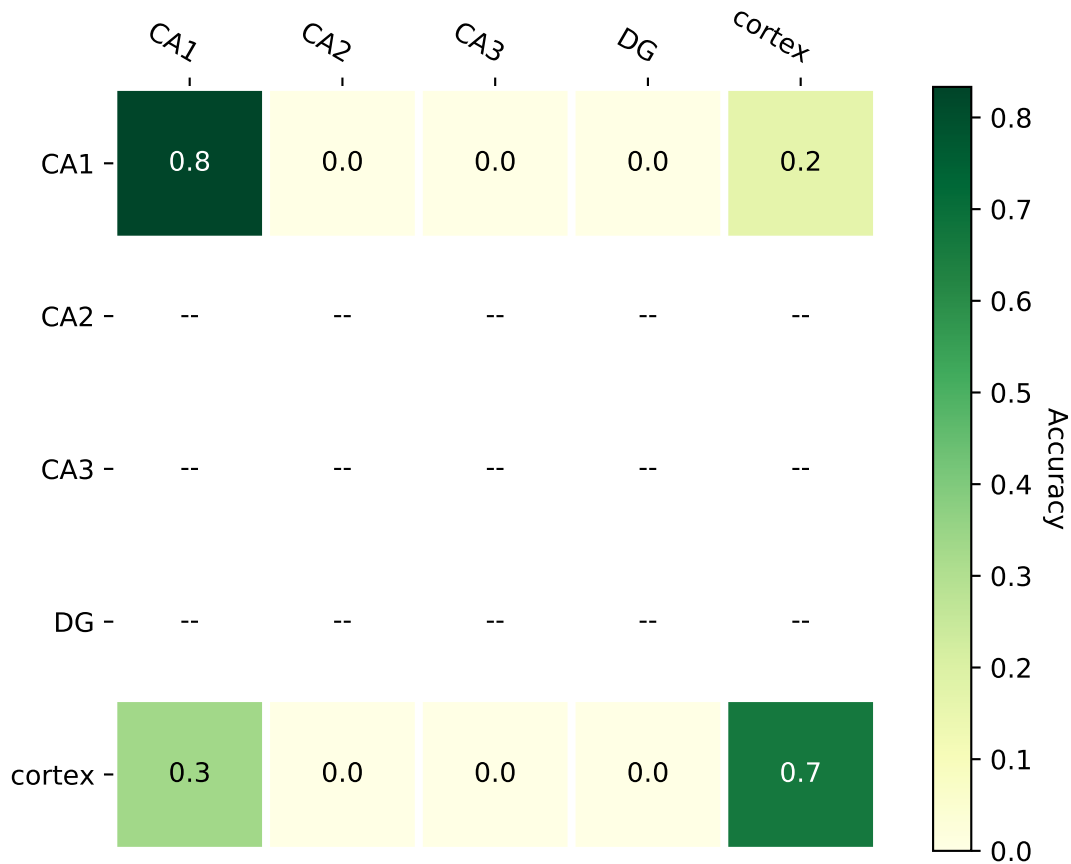 CA1 CA2 CA3 DG cortex
CA1 0.8 0.0 0.0 0.0 0.2
CA2 -- -- -- -- --
CA3 -- -- -- -- --
DG -- -- -- -- --
cortex 0.3 0.0 0.0 0.0 0.7
0.8
0.7
0.6
0.5
0.4
0.3
0.2
0.1
0.0
Accuracy